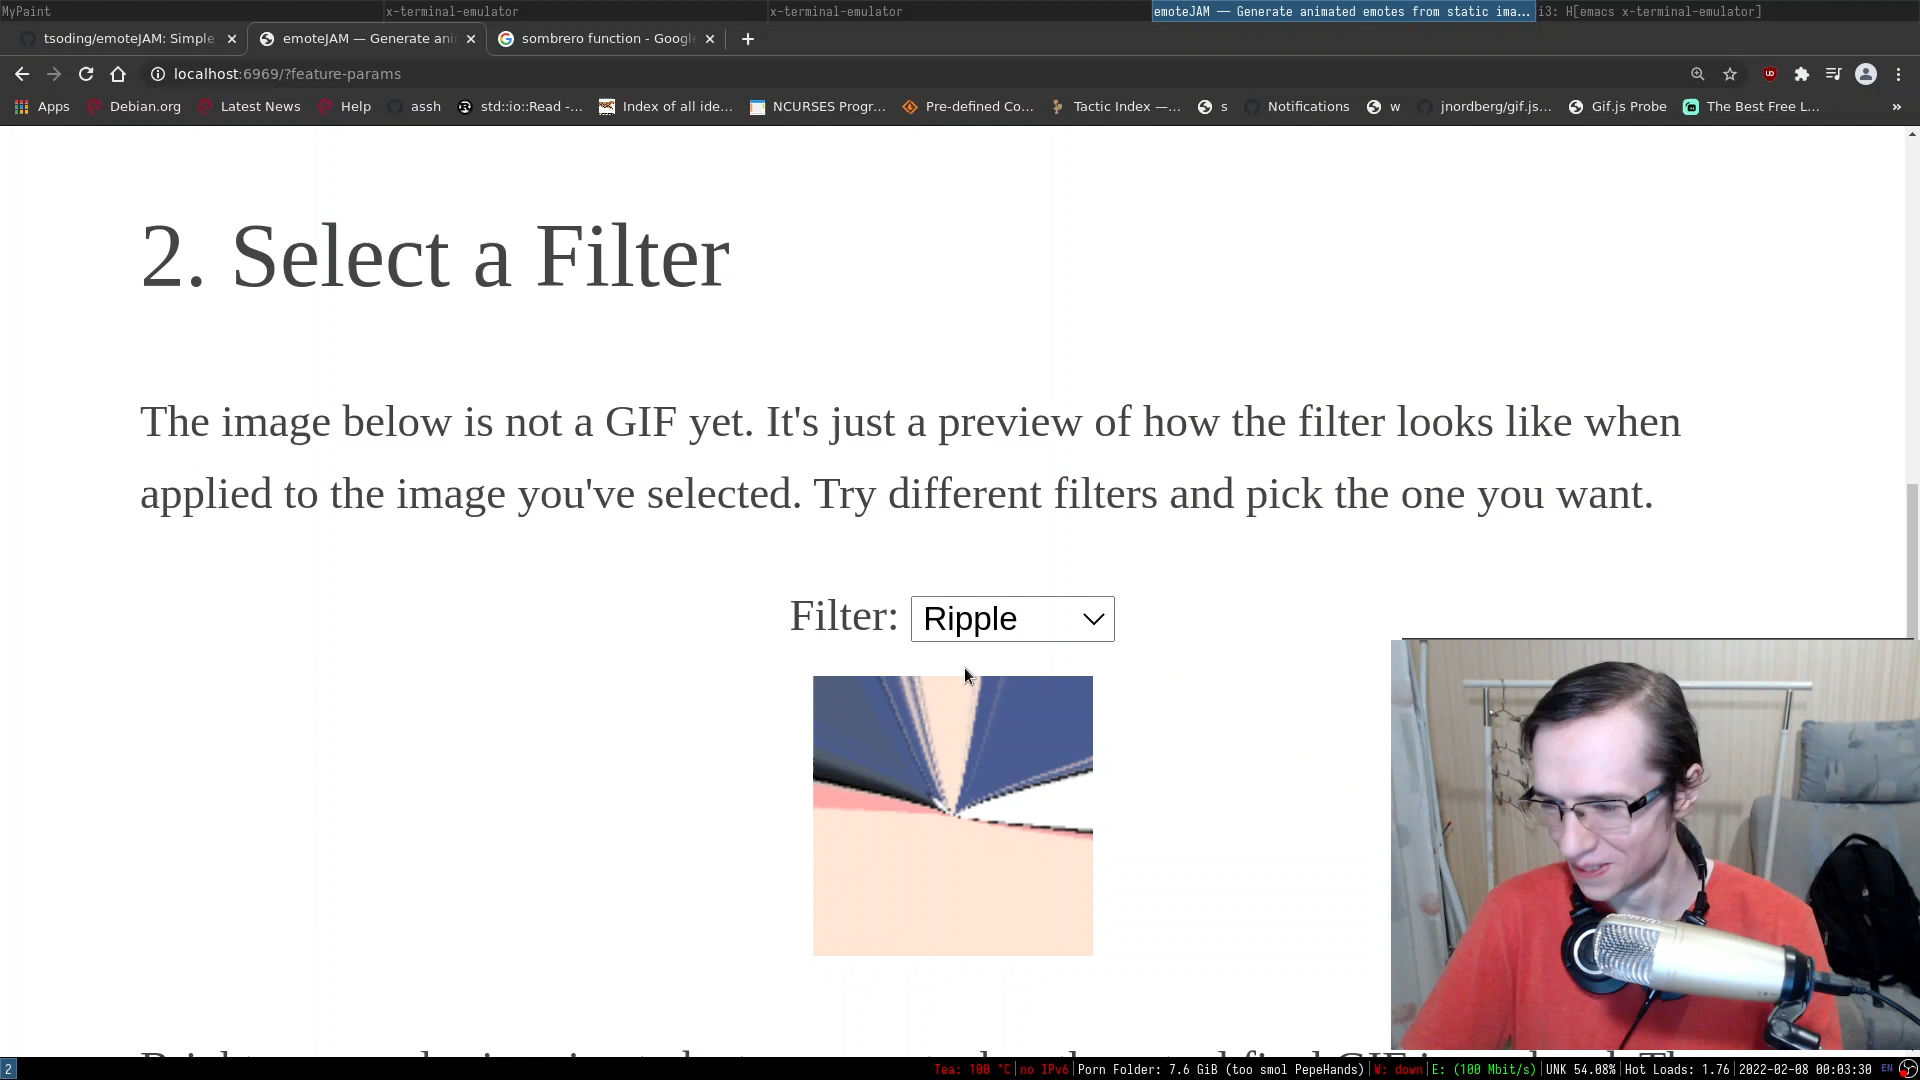 MyPaint
x-terminal-emulator
x-terminal-emulator
emoteJAM — Generate animated emotes from static ima...
i3: H[emacs x-terminal-emulator]
tsoding/emoteJAM: Simple
emoteJAM — Generate ani
sombrero function - Googl
localhost:6969/?feature-params
Apps
Debian.org
Latest News
Help
assh
std::io::Read -...
Index of all ide...
NCURSES Progr...
Pre-defined Co...
Tactic Index —...
s
Notifications
w
jnordberg/gif.js...
Gif.js Probe
The Best Free L...
»
2. Select a Filter
The image below is not a GIF yet. It's just a preview of how the filter looks like when
applied to the image you've selected. Try different filters and pick the one you want.
Filter: Ripple
2
Tea: 100 °C|no IPv6|Porn Folder: 7.6 GiB (too smol PepeHands)|W: down|E: (100 Mbit/s)|UNK 54.08%|Hot Loads: 1.76|2022-02-08 00:03:30
EN